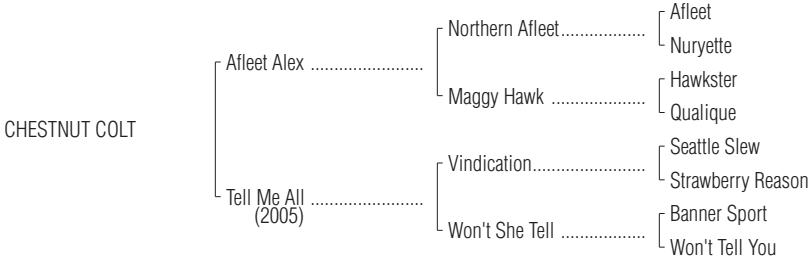 Afleet
Northern Afleet...................
Nuryette
Afleet Alex .........................
Hawkster
Maggy Hawk .....................
Qualique
CHESTNUT COLT
Seattle Slew
Vindication.........................
Strawberry Reason
Tell Me All .........................
(2005)
Banner Sport
Won't She Tell ...................
Won't Tell You